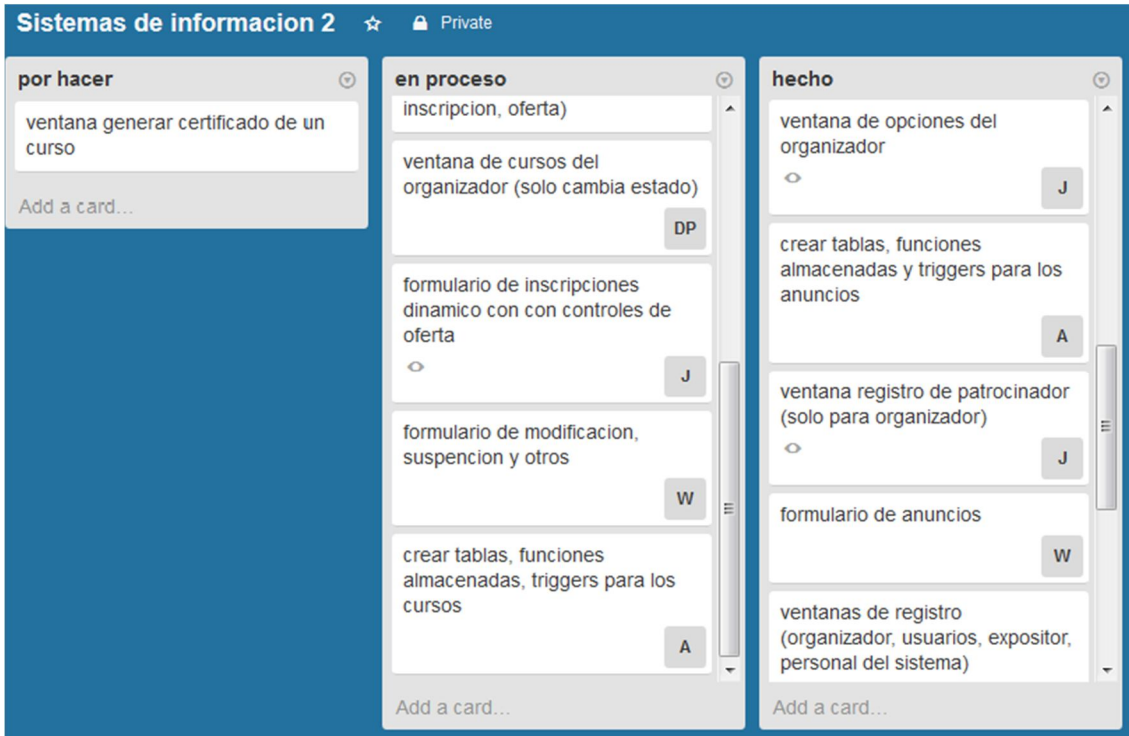 Sistemas de informacion 2
Private
por hacer
ventana generar certificado de un
curso
Add a card...
en proceso
inscripcion, oferta)
ventana de cursos del
organizador (solo cambia estado)
DP
formulario de inscripciones
dinamico con con controles de
oferta
J
formulario de modificacion,
suspencion y otros
W
crear tablas, funciones
almacenadas, triggers para los
cursos
A
Add a card...
hecho
ventana de opciones del
organizador
J
crear tablas, funciones
almacenadas y triggers para los
anuncios
A
ventana registro de patrocinador
(solo para organizador)
J
formulario de anuncios
W
ventanas de registro
(organizador, usuarios, expositor,
personal del sistema)
Add a card...